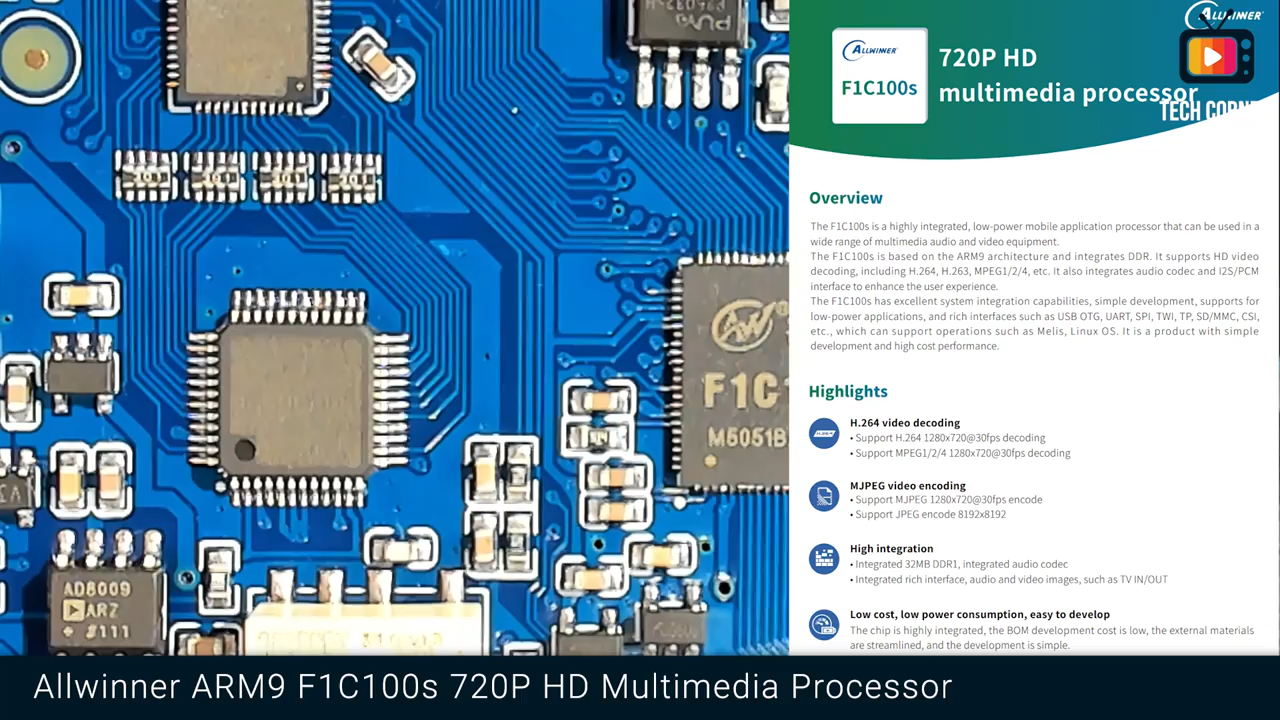 301
301
301
301
F1C
M5051B
AD8009
ARZ
#111
ALLWINNER
ALLWINNER
F1C100s
720P HD
multimedia processor
TECH CORNE
Overview
The F1C100s is a highly integrated, low-power mobile application processor that can be used in a
wide range of multimedia audio and video equipment.
The F1C100s is based on the ARM9 architecture and integrates DDR. It supports HD video
decoding, including H.264, H.263, MPEG1/2/4, etc. It also integrates audio codec and I2S/PCM
interface to enhance the user experience.
The F1C100s has excellent system integration capabilities, simple development, supports for
low-power applications, and rich interfaces such as USB OTG, UART, SPI, TWI, TP, SD/MMC, CSI,
etc., which can support operations such as Melis, Linux OS. It is a product with simple
development and high cost performance.
Highlights
H.264 video decoding
• Support H.264 1280x720@30fps decoding
• Support MPEG1/2/4 1280x720@30fps decoding
MJPEG video encoding
• Support MJPEG 1280x720@30fps encode
• Support JPEG encode 8192x8192
High integration
• Integrated 32MB DDR1, integrated audio codec
• Integrated rich interface, audio and video images, such as TV IN/OUT
Low cost, low power consumption, easy to develop
The chip is highly integrated, the BOM development cost is low, the external materials
are streamlined, and the development is simple.
Allwinner ARM9 F1C100s 720P HD Multimedia Processor